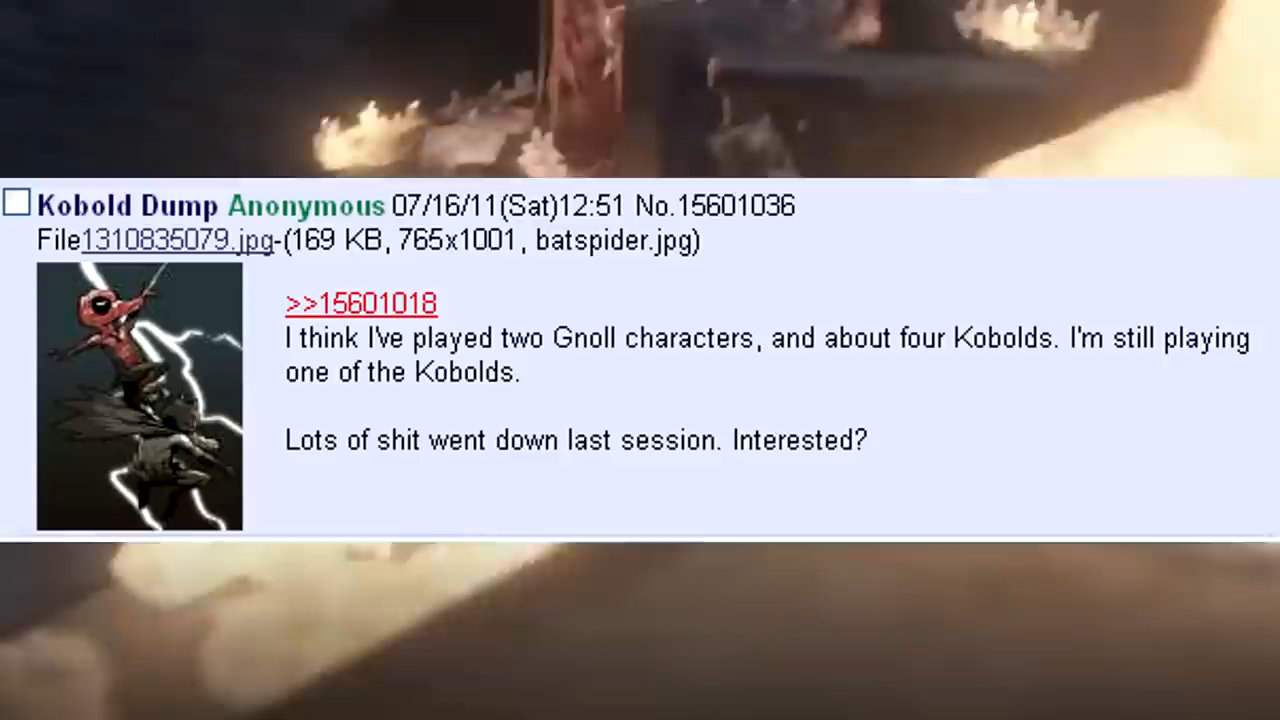 Kobold Dump Anonymous 07/16/11(Sat)12:51 No.15601036
File1310835079.jpg-(169 KB, 765x1001, batspider.jpg)
>>15601018
I think I've played two Gnoll characters, and about four Kobolds. I'm still playing
one of the Kobolds.
Lots of shit went down last session. Interested?